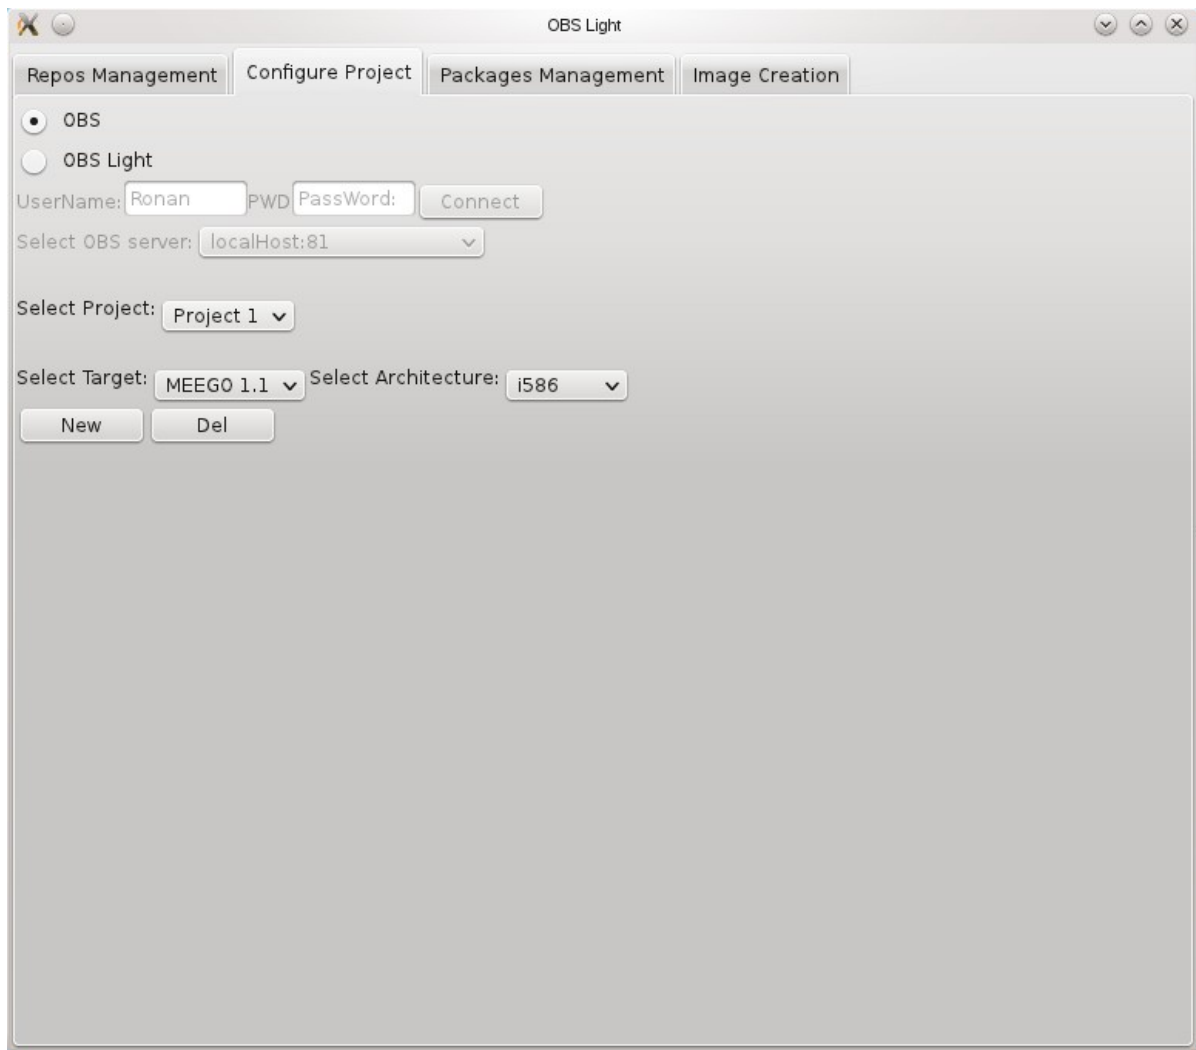 OBS Light
Repos Management Configure Project Packages Management Image Creation
OBS
OBS Light
UserName: Ronan PWD PassWord: Connect
Select OBS server: localHost:81
Select Project: Project 1
Select Target: MEEGO 1.1 Select Architecture: i586
New Del